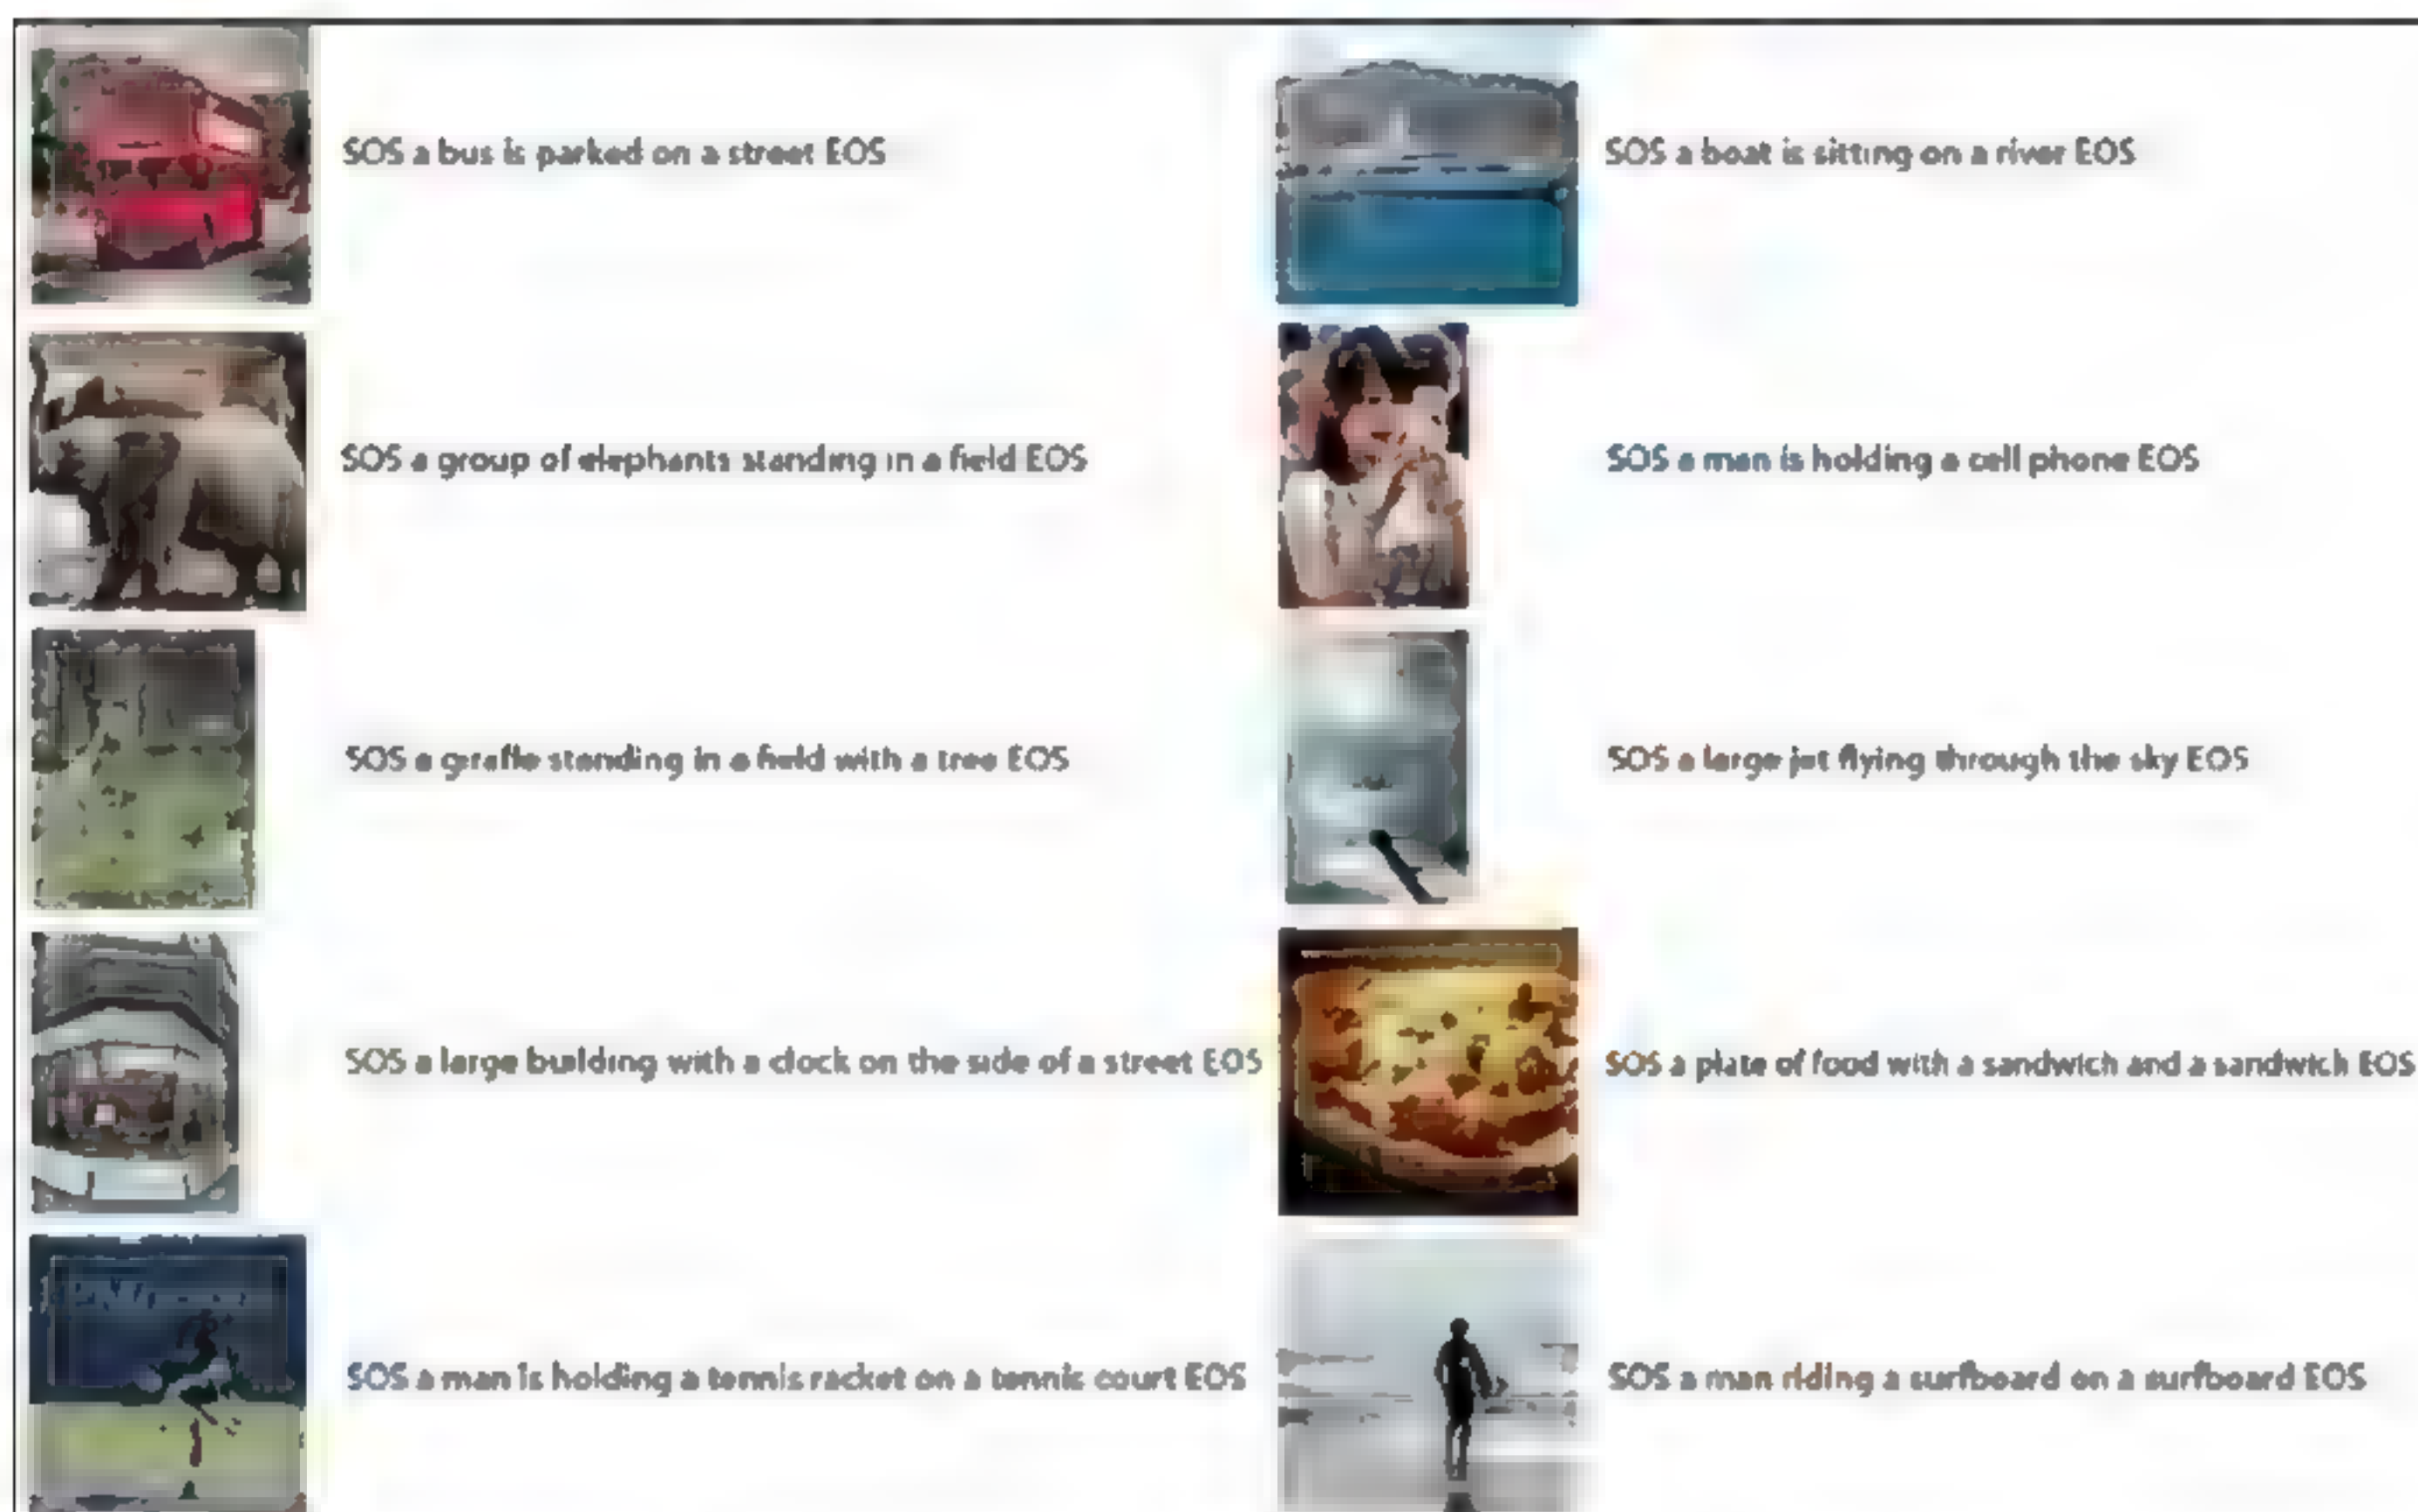 SOS a bus is parked on a street EOS
SOS a boat is sitting on a river EOS
SOS a group of elephants standing in a field EOS
SOS a man is holding a cell phone EOS
SOS a giraffe standing in a field with a tree EOS
SOS a large jet flying through the sky EOS
SOS a large building with a clock on the side of a street EOS
SOS a plate of food with a sandwich and a sandwich EOS
SOS a man is holding a tennis racket on a tennis court EOS
SOS a man riding a surfboard on a surfboard EOS